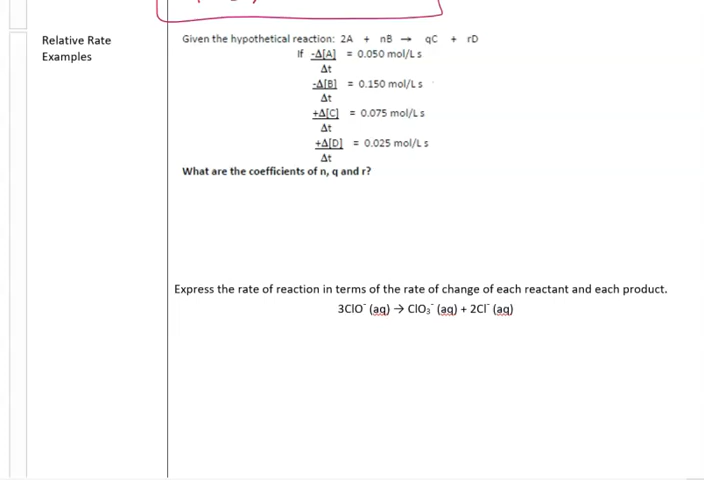 Relative Rate
Examples
Given the hypothetical reaction: 2A + nB → qC + rD
If -Δ[A] = 0.050 mol/L s
Δt
-Δ[B] = 0.150 mol/L s
Δt
+Δ[C] = 0.075 mol/L s
Δt
+Δ[D] = 0.025 mol/L s
Δt
What are the coefficients of n, q and r?
Express the rate of reaction in terms of the rate of change of each reactant and each product.
3ClO⁻ (aq) → ClO₃⁻ (aq) + 2Cl⁻ (aq)